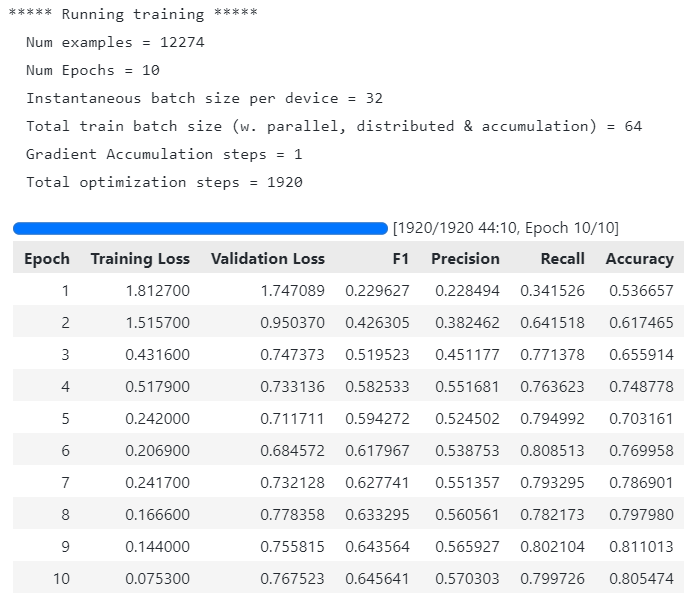 ***** Running training *****
Num examples = 12274
Num Epochs = 10
Instantaneous batch size per device = 32
Total train batch size (w. parallel, distributed & accumulation) = 64
Gradient Accumulation steps = 1
Total optimization steps = 1920
[1920/1920 44:10, Epoch 10/10]
Epoch Training Loss Validation Loss F1 Precision Recall Accuracy
1 1.812700 1.747089 0.229627 0.228494 0.341526 0.536657
2 1.515700 0.950370 0.426305 0.382462 0.641518 0.617465
3 0.431600 0.747373 0.519523 0.451177 0.771378 0.655914
4 0.517900 0.733136 0.582533 0.551681 0.763623 0.748778
5 0.242000 0.711711 0.594272 0.524502 0.794992 0.703161
6 0.206900 0.684572 0.617967 0.538753 0.808513 0.769958
7 0.241700 0.732128 0.627741 0.551357 0.793295 0.786901
8 0.166600 0.778358 0.633295 0.560561 0.782173 0.797980
9 0.144000 0.755815 0.643564 0.565927 0.802104 0.811013
10 0.075300 0.767523 0.645641 0.570303 0.799726 0.805474